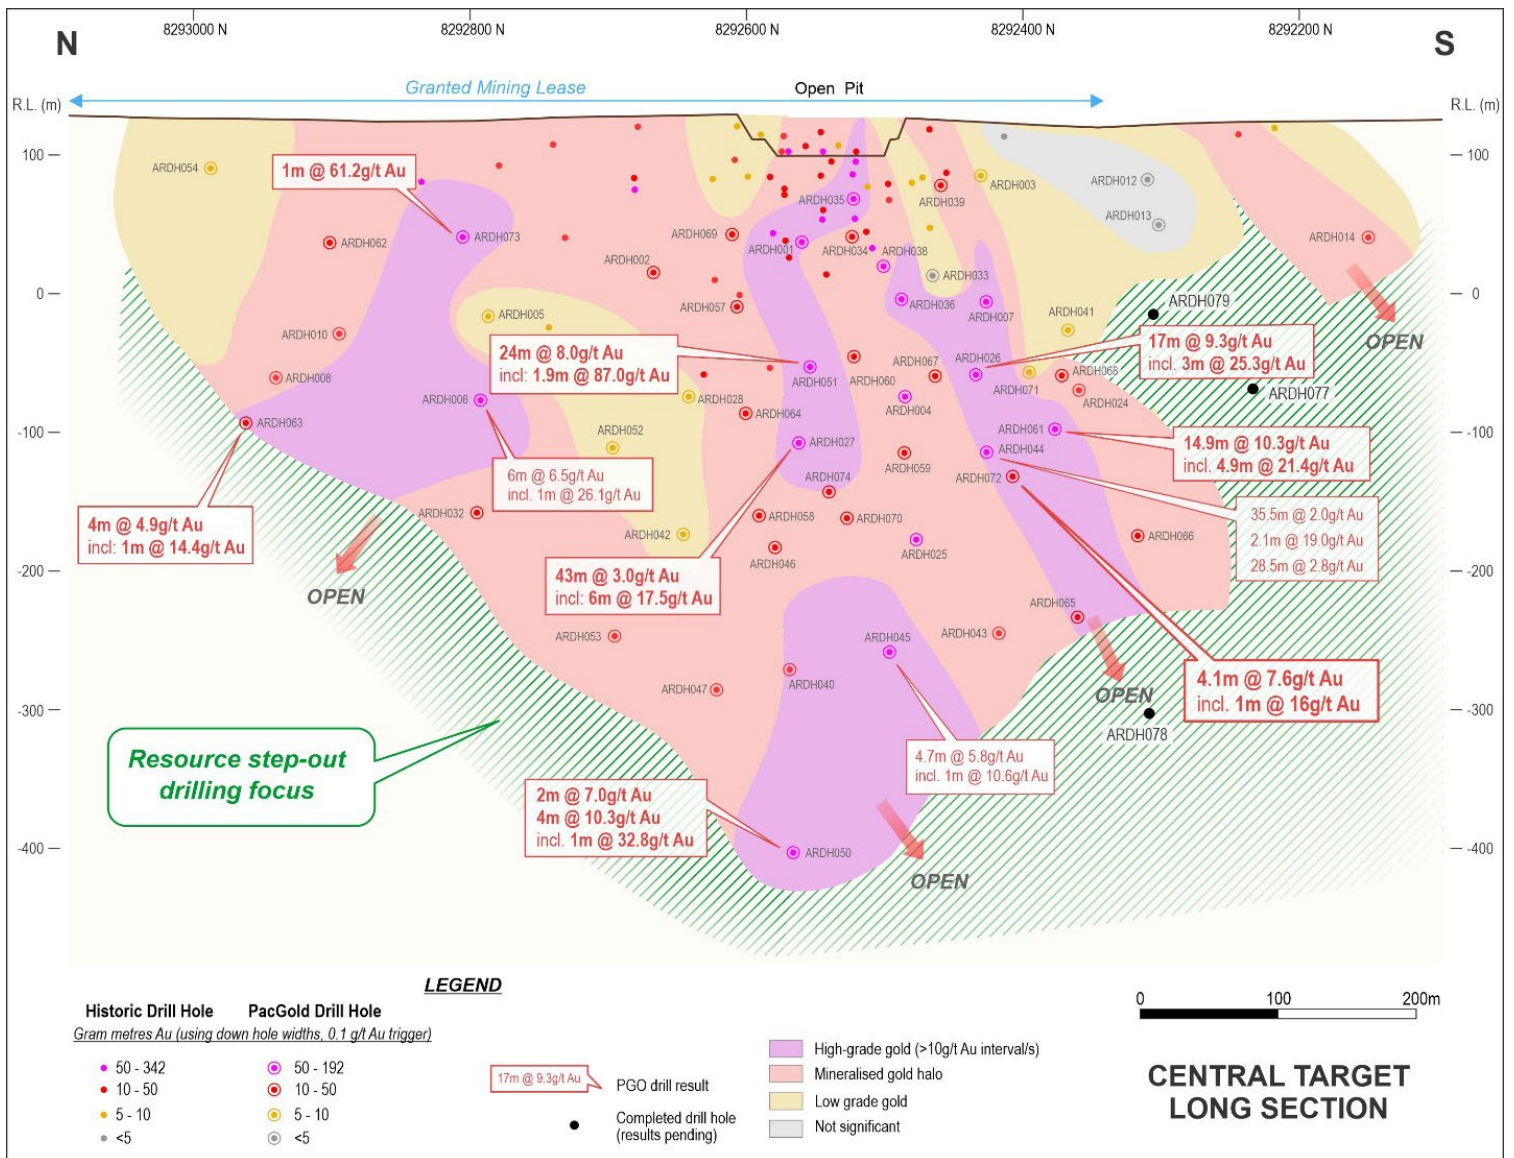 8293000 N
8292800 N
8292600 N
8292400 N
8292200 N
N
S
Granted Mining Lease
Open Pit
R.L. (m)
R.L. (m)
100
100
0
0
-100
-100
-200
-200
-300
-300
-400
-400
ARDH054
1m @ 61.2g/t Au
ARDH003
ARDH012
ARDH013
ARDH035
ARDH039
ARDH062
ARDH073
ARDH069
ARDH001
ARDH034
ARDH038
ARDH014
ARDH002
ARDH033
ARDH057
ARDH036
ARDH007
ARDH079
ARDH005
ARDH041
ARDH010
OPEN
24m @ 8.0g/t Au
incl: 1.9m @ 87.0g/t Au
17m @ 9.3g/t Au
incl. 3m @ 25.3g/t Au
ARDH067
ARDH026
ARDH008
ARDH051
ARDH060
ARDH071
ARDH068
ARDH006
ARDH028
ARDH004
ARDH024
ARDH077
ARDH064
ARDH063
ARDH052
ARDH027
ARDH061
ARDH044
14.9m @ 10.3g/t Au
incl. 4.9m @ 21.4g/t Au
ARDH059
6m @ 6.5g/t Au
incl. 1m @ 26.1g/t Au
ARDH074
ARDH072
4m @ 4.9g/t Au
incl: 1m @ 14.4g/t Au
ARDH032
ARDH058
ARDH070
35.5m @ 2.0g/t Au
2.1m @ 19.0g/t Au
28.5m @ 2.8g/t Au
ARDH042
ARDH046
ARDH025
ARDH066
43m @ 3.0g/t Au
incl: 6m @ 17.5g/t Au
OPEN
ARDH065
ARDH053
ARDH045
ARDH043
ARDH047
ARDH040
OPEN
4.1m @ 7.6g/t Au
incl. 1m @ 16g/t Au
ARDH078
Resource step-out
drilling focus
4.7m @ 5.8g/t Au
incl. 1m @ 10.6g/t Au
2m @ 7.0g/t Au
4m @ 10.3g/t Au
incl. 1m @ 32.8g/t Au
ARDH050
OPEN
LEGEND
Historic Drill Hole
PacGold Drill Hole
Gram metres Au (using down hole widths, 0.1 g/t Au trigger)
50 - 342
50 - 192
10 - 50
10 - 50
5 - 10
5 - 10
<5
<5
17m @ 9.3g/t Au
PGO drill result
Completed drill hole
(results pending)
High-grade gold (>10g/t Au interval/s)
Mineralised gold halo
Low grade gold
Not significant
0
100
200m
CENTRAL TARGET
LONG SECTION